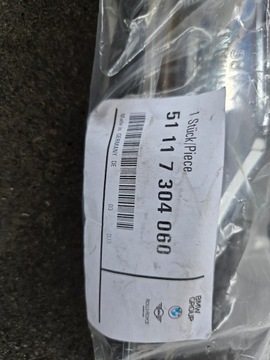 1 Stück/Piece
51 11 7 304 060
Made in GERMANY DE
BMW
GROUP